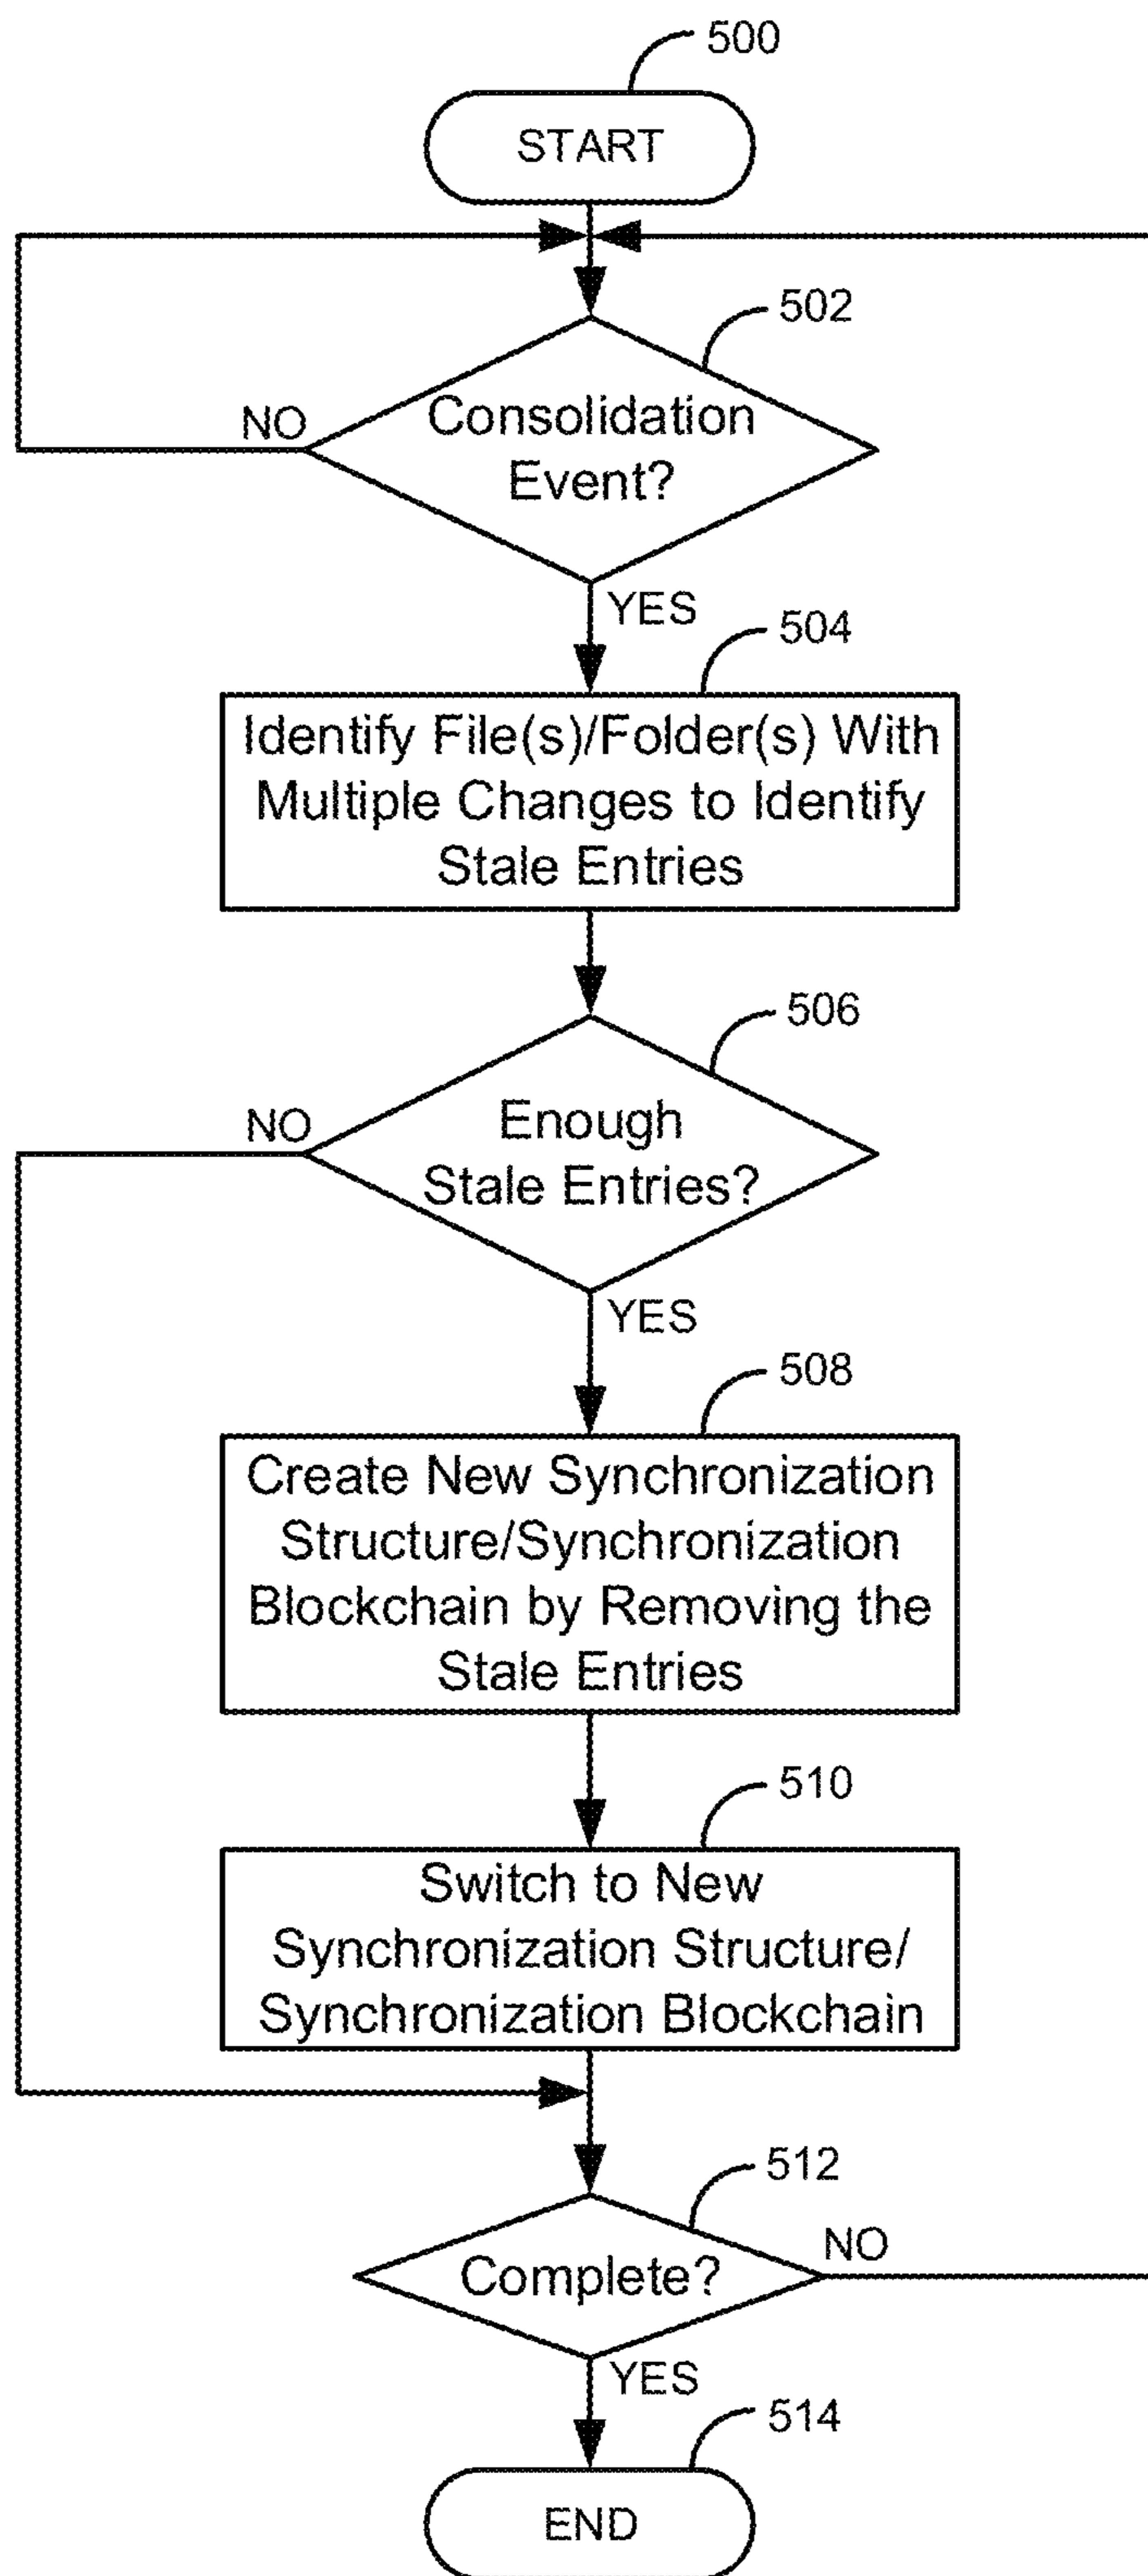 500
START
502
Consolidation
Event?
NO
YES
504
Identify File(s)/Folder(s) With
Multiple Changes to Identify
Stale Entries
506
Enough
Stale Entries?
NO
YES
508
Create New Synchronization
Structure/Synchronization
Blockchain by Removing the
Stale Entries
510
Switch to New
Synchronization Structure/
Synchronization Blockchain
512
Complete?
NO
YES
514
END